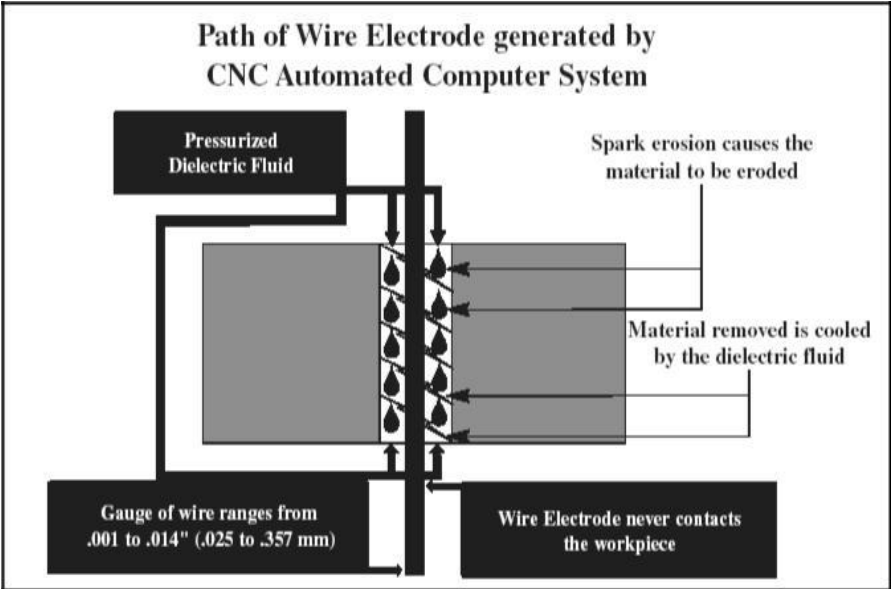 Path of Wire Electrode generated by
CNC Automated Computer System
Pressurized
Dielectric Fluid
Spark erosion causes the
material to be eroded
Material removed is cooled
by the dielectric fluid
Gauge of wire ranges from
.001 to .014" (.025 to .357 mm)
Wire Electrode never contacts
the workpiece